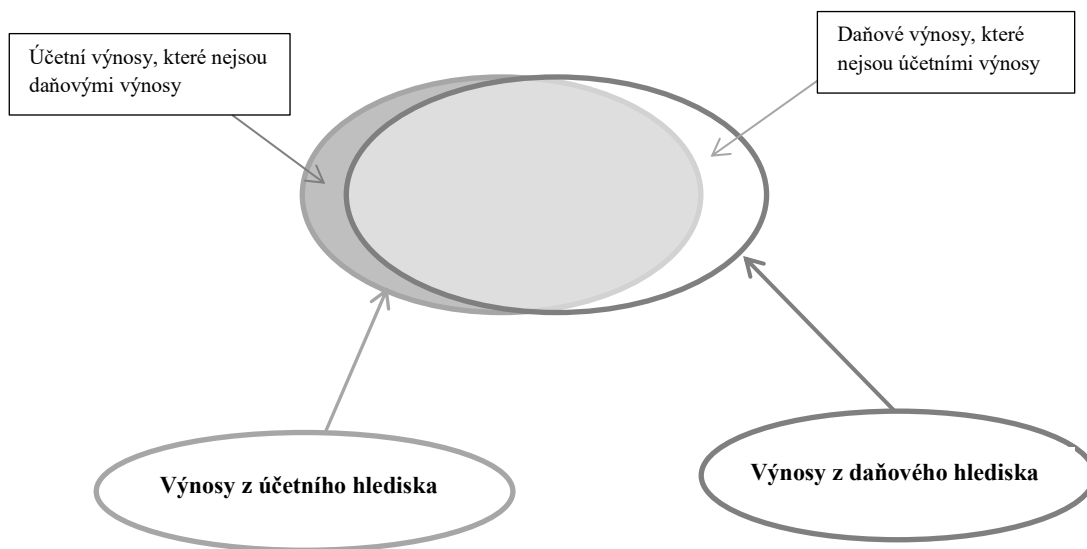 Účetní výnosy, které nejsou
daňovými výnosy
Daňové výnosy, které
nejsou účetními výnosy
Výnosy z účetního hlediska
Výnosy z daňového hlediska